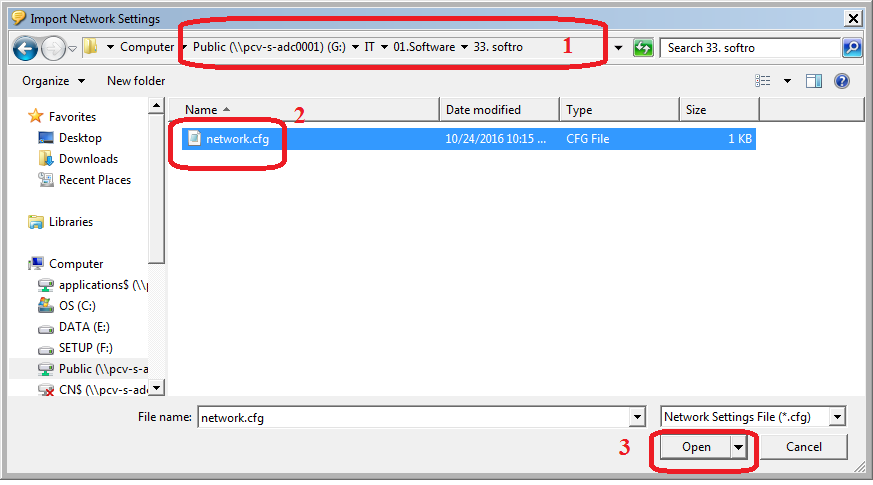 Import Network Settings
Computer Public (\\pcv-s-adc0001) (G:) IT 01.Software 33. softro 1 Search 33. softro
Organize New folder
Name 2 Date modified Type Size
network.cfg 10/24/2016 10:15 ... CFG File 1 KB
Favorites
Desktop
Downloads
Recent Places
Libraries
Computer
applications$ (\\p
OS (C:)
DATA (E:)
SETUP (F:)
Public (\\pcv-s-a
CN$ (\\pcv-s-adc
File name: network.cfg Network Settings File (*.cfg)
3 Open Cancel